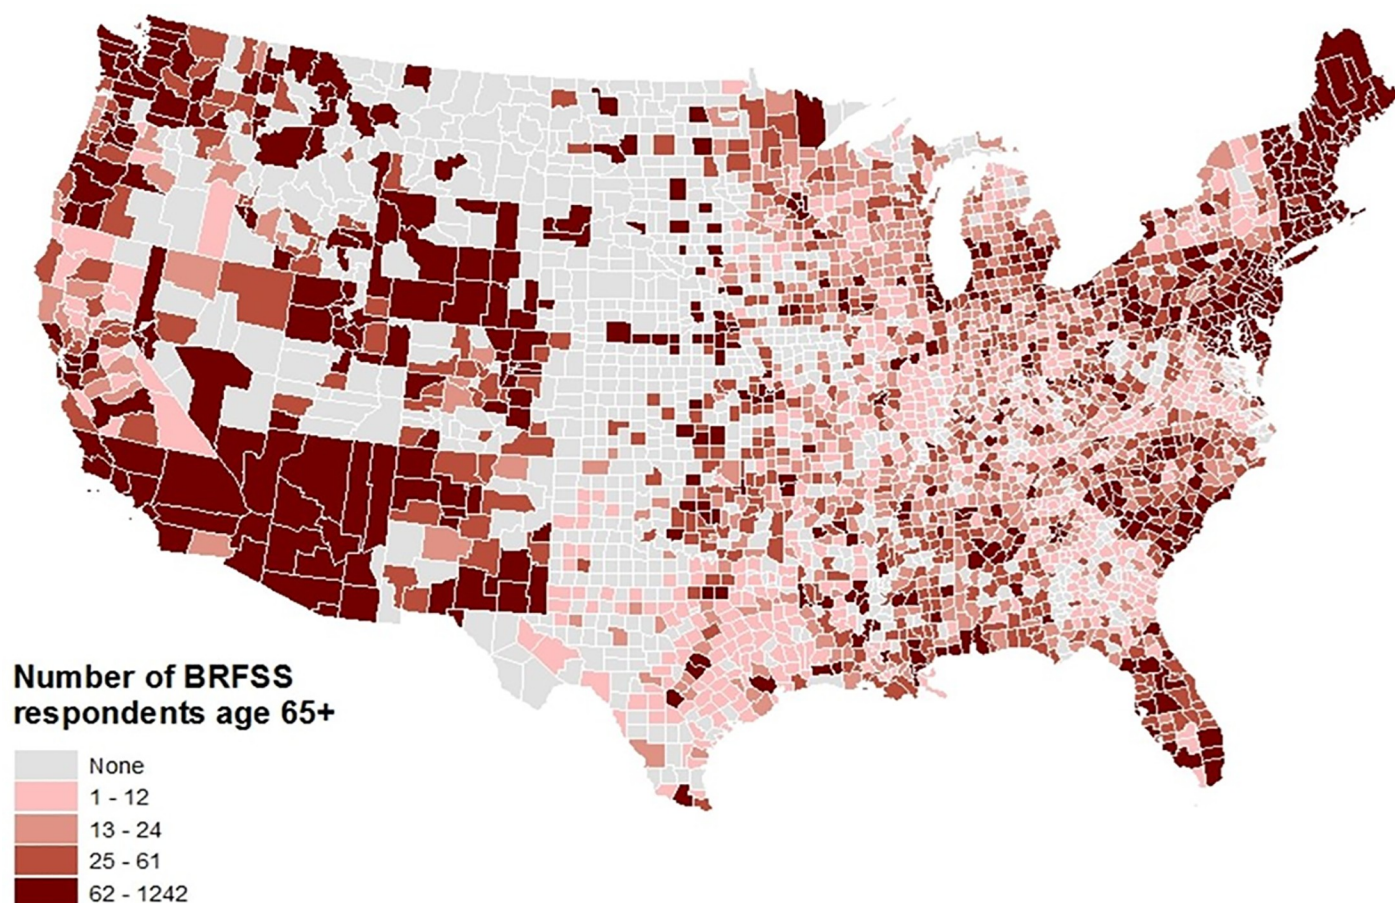 Number of BRFSS
respondents age 65+
None
1 - 12
13 - 24
25 - 61
62 - 1242